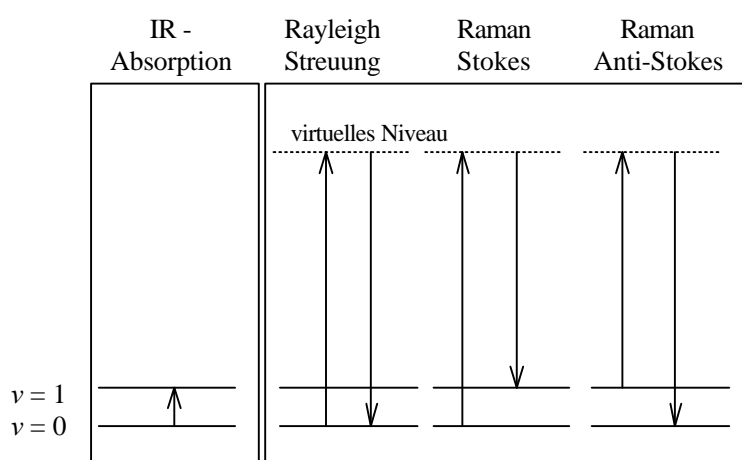 IR -
Absorption
Rayleigh
Streuung
Raman
Stokes
Raman
Anti-Stokes
virtuelles Niveau
v = 1
v = 0